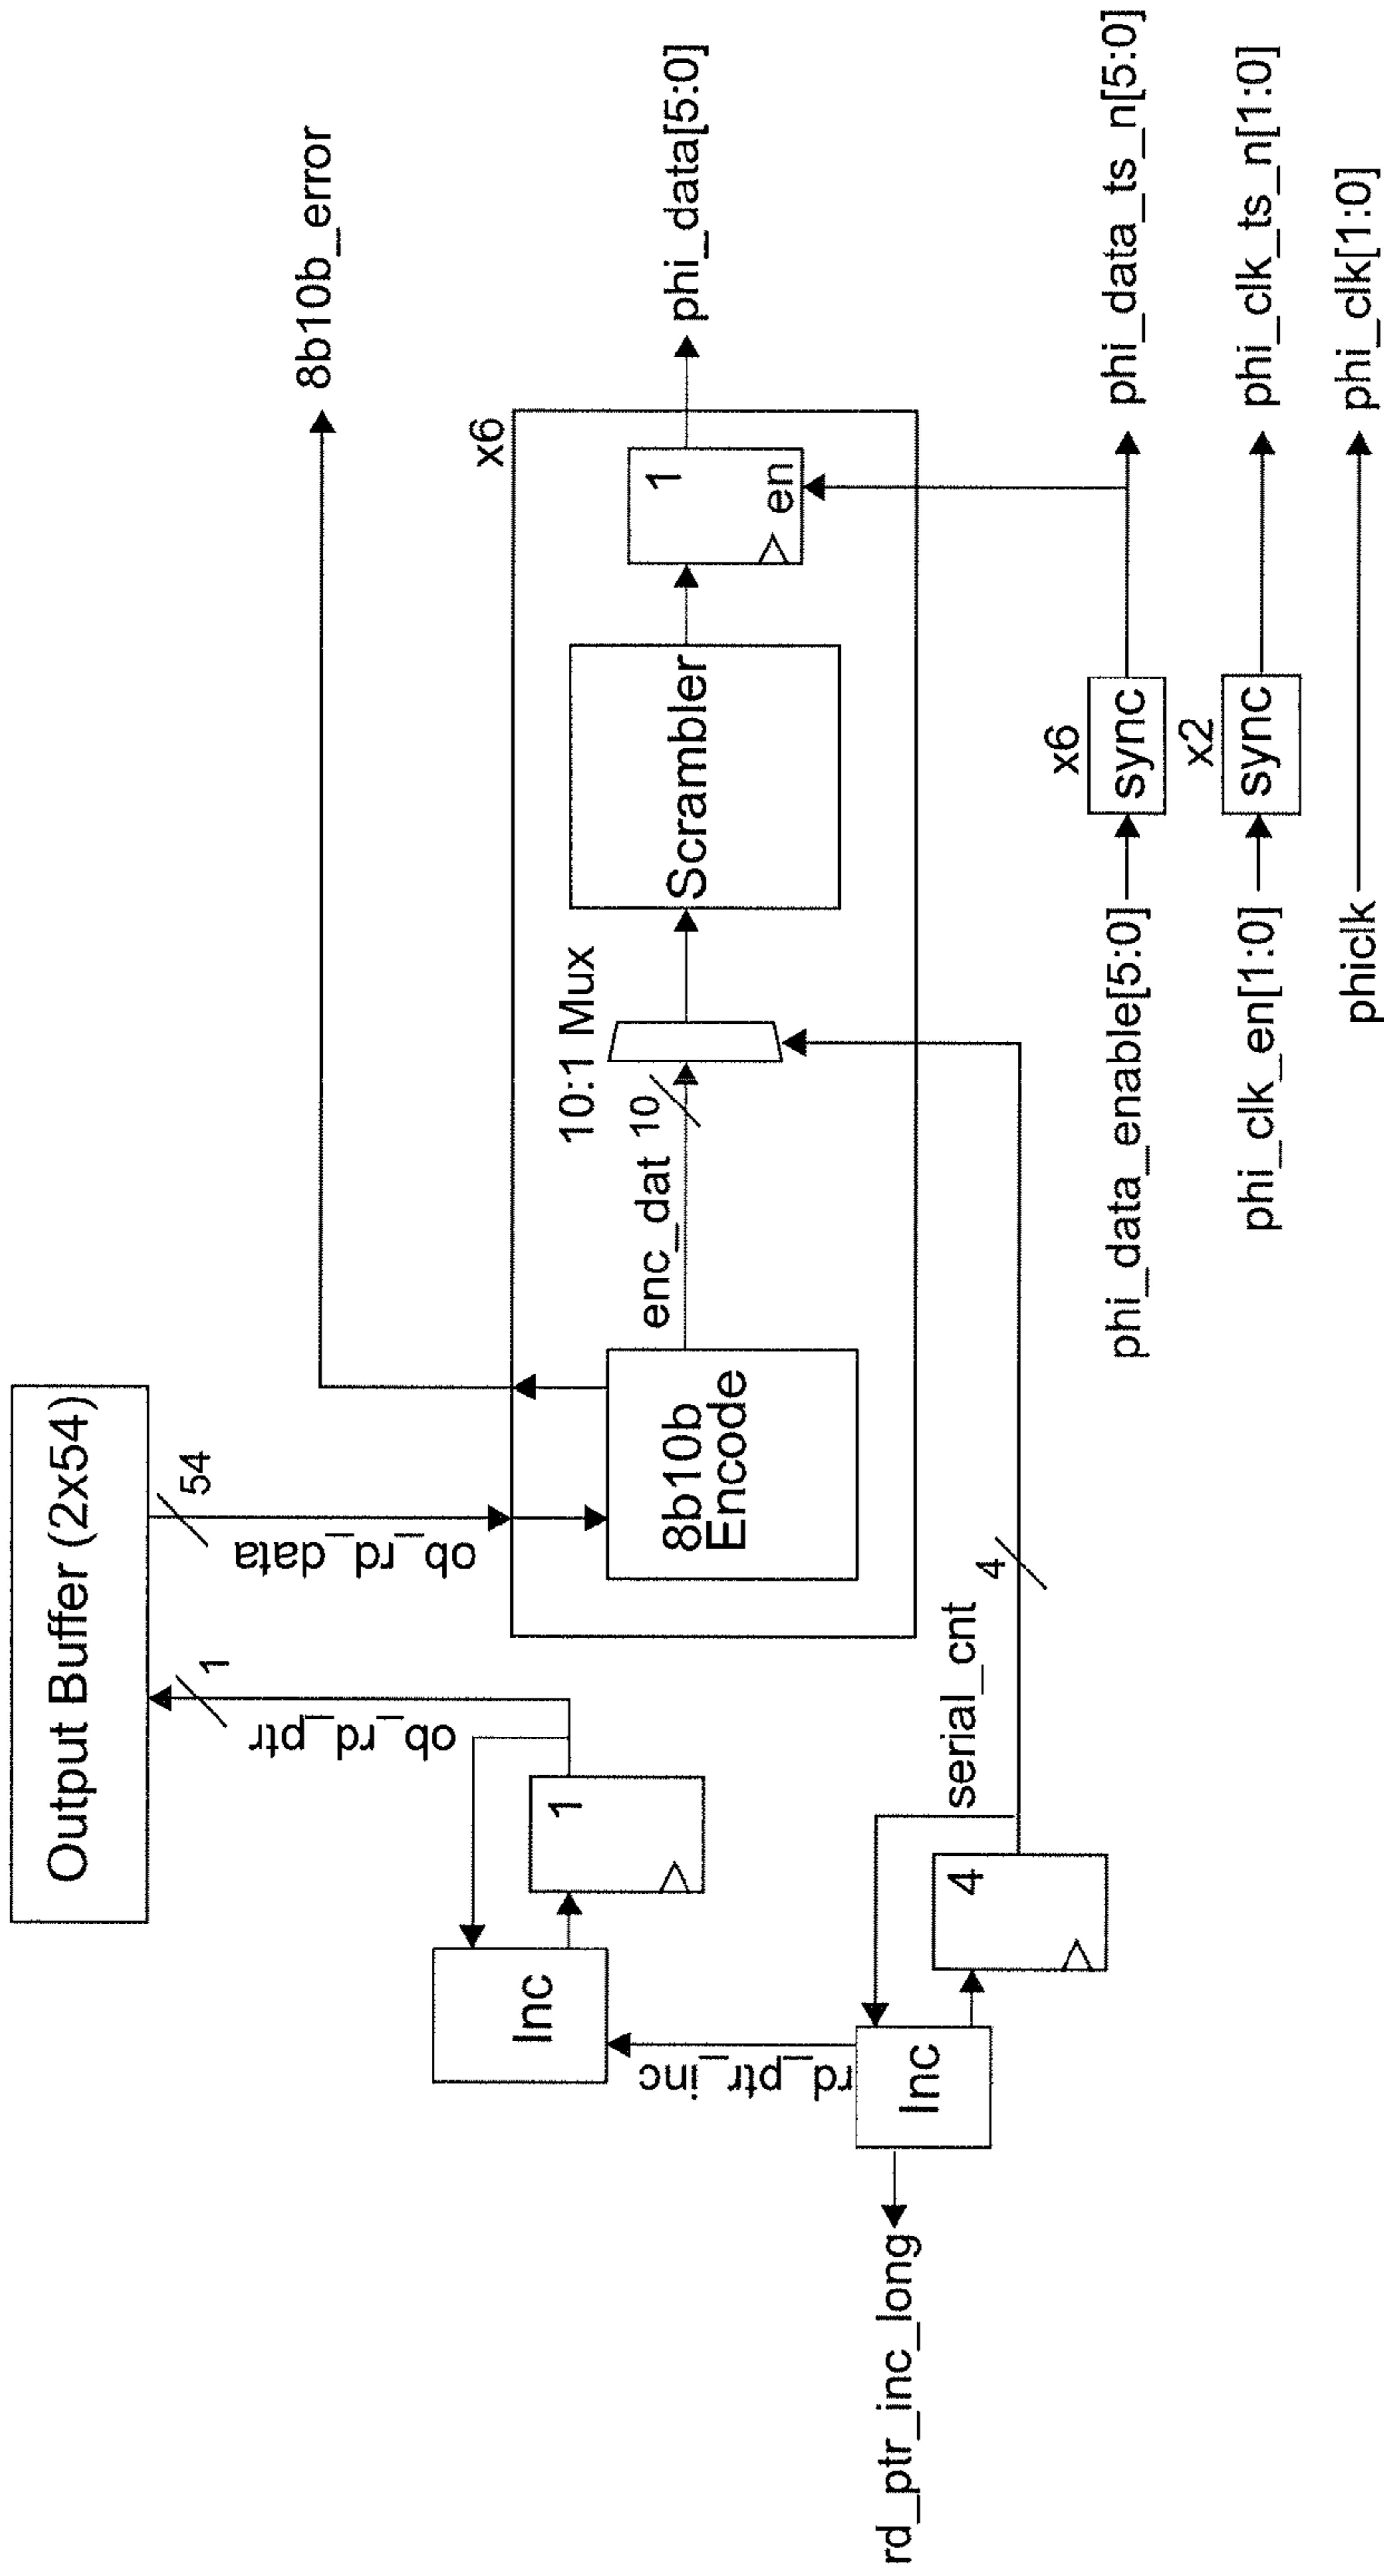 Output Buffer (2x54)
1
ob_rd_ptr
54
ob_rd_data
8b10b_error
Inc
1
rd_ptr_inc
x6
8b10b
Encode
enc_dat
10
10:1 Mux
Scrambler
1
en
phi_data[5:0]
rd_ptr_inc_long
Inc
4
serial_cnt
4
phi_data_enable[5:0]
x6
sync
phi_data_ts_n[5:0]
phi_clk_en[1:0]
x2
sync
phi_clk_ts_n[1:0]
phiclk
phi_clk[1:0]